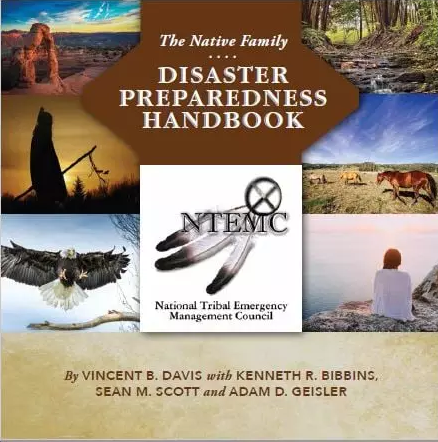 The Native Family
DISASTER
PREPAREDNESS
HANDBOOK
NTEMC
National Tribal Emergency
Management Council
By VINCENT B. DAVIS with KENNETH R. BIBBINS,
SEAN M. SCOTT and ADAM D. GEISLER